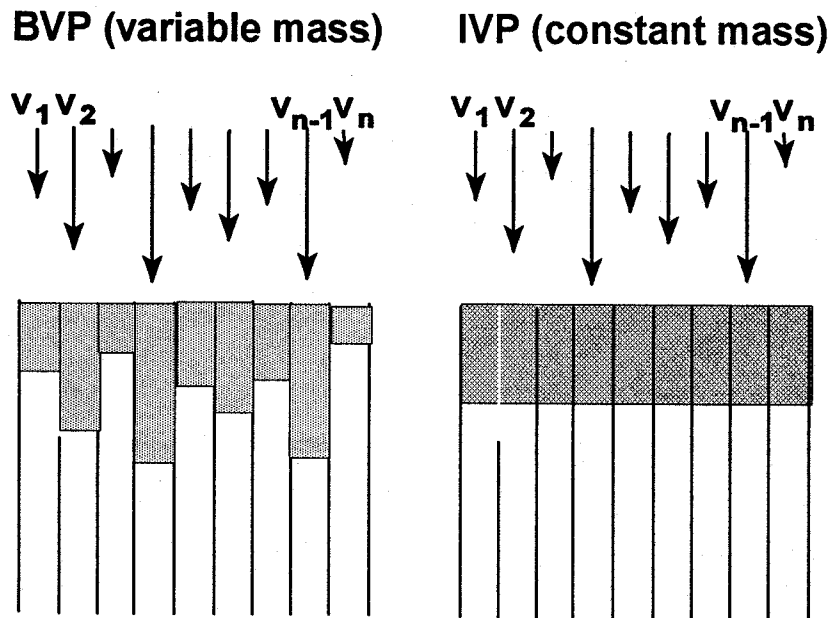 BVP (variable mass)
IVP (constant mass)
V1 V2 Vn-1 Vn
V1 V2 Vn-1 Vn